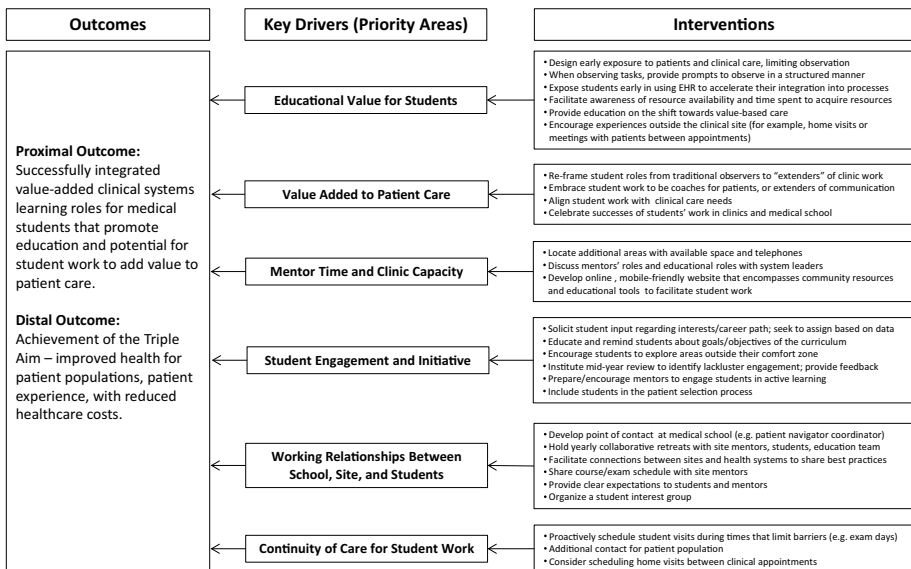 Outcomes
Key Drivers (Priority Areas)
Interventions
Proximal Outcome:
Successfully integrated
value-added clinical systems
learning roles for medical
students that promote
education and potential for
student work to add value to
patient care.
Distal Outcome:
Achievement of the Triple
Aim – improved health for
patient populations, patient
experience, with reduced
healthcare costs.
Educational Value for Students
• Design early exposure to patients and clinical care, limiting observation
• When observing tasks, provide prompts to observe in a structured manner
• Expose students early in using EHR to accelerate their integration into processes
• Facilitate awareness of resource availability and time spent to acquire resources
• Provide education on the shift towards value-based care
• Encourage experiences outside the clinical site (for example, home visits or
meetings with patients between appointments)
Value Added to Patient Care
• Re-frame student roles from traditional observers to “extenders” of clinic work
• Embrace student work to be coaches for patients, or extenders of communication
• Align student work with clinical care needs
• Celebrate successes of students’ work in clinics and medical school
Mentor Time and Clinic Capacity
• Locate additional areas with available space and telephones
• Discuss mentors’ roles and educational roles with system leaders
• Develop online , mobile-friendly website that encompasses community resources
and educational tools to facilitate student work
Student Engagement and Initiative
• Solicit student input regarding interests/career path; seek to assign based on data
• Educate and remind students about goals/objectives of the curriculum
• Encourage students to explore areas outside their comfort zone
• Institute mid-year review to identify lackluster engagement; provide feedback
• Prepare/encourage mentors to engage students in active learning
• Include students in the patient selection process
Working Relationships Between
School, Site, and Students
• Develop point of contact at medical school (e.g. patient navigator coordinator)
• Hold yearly collaborative retreats with site mentors, students, education team
• Facilitate connections between sites and health systems to share best practices
• Share course/exam schedule with site mentors
• Provide clear expectations to students and mentors
• Organize a student interest group
Continuity of Care for Student Work
• Proactively schedule student visits during times that limit barriers (e.g. exam days)
• Additional contact for patient population
• Consider scheduling home visits between clinical appointments